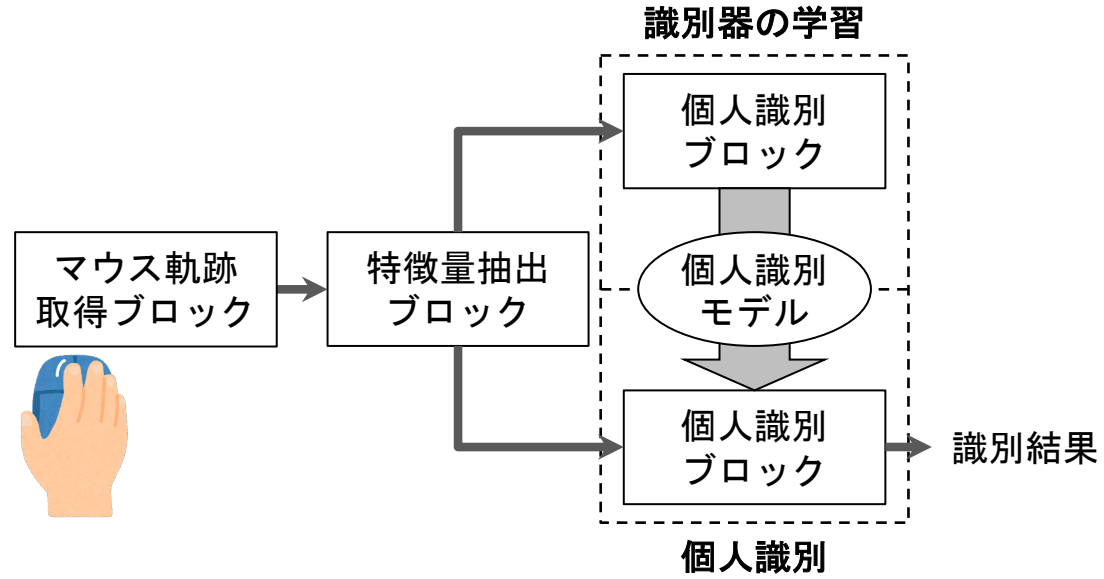 識別器の学習
個人識別
ブロック
マウス軌跡
取得ブロック
特徴量抽出
ブロック
個人識別
モデル
個人識別
ブロック
識別結果
個人識別